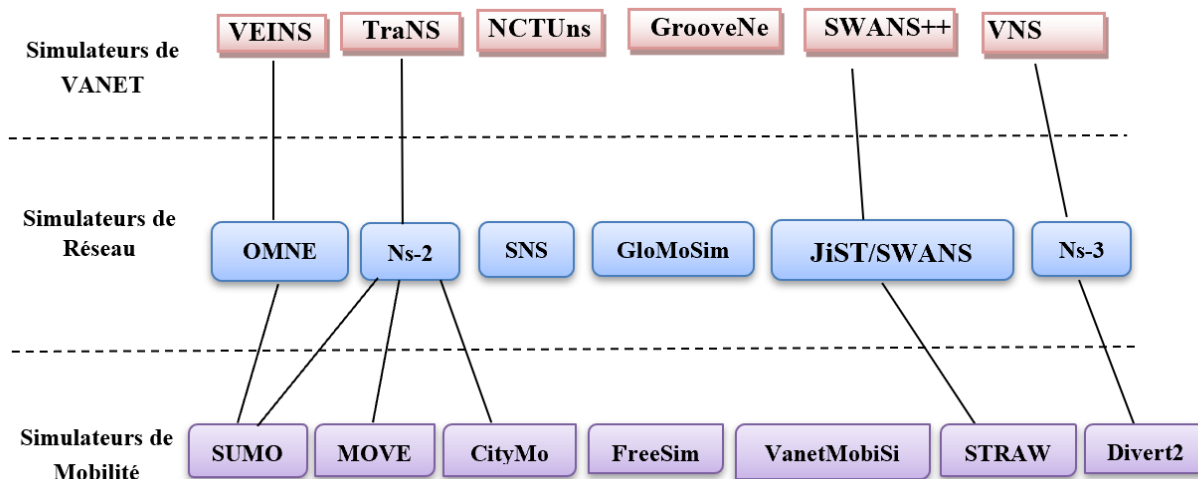 Simulateurs de
VANET
VEINS
TraNS
NCTUns
GrooveNe
SWANS++
VNS
Simulateurs de
Réseau
OMNE
Ns-2
SNS
GloMoSim
JiST/SWANS
Ns-3
Simulateurs de
Mobilité
SUMO
MOVE
CityMo
FreeSim
VanetMobiSi
STRAW
Divert2